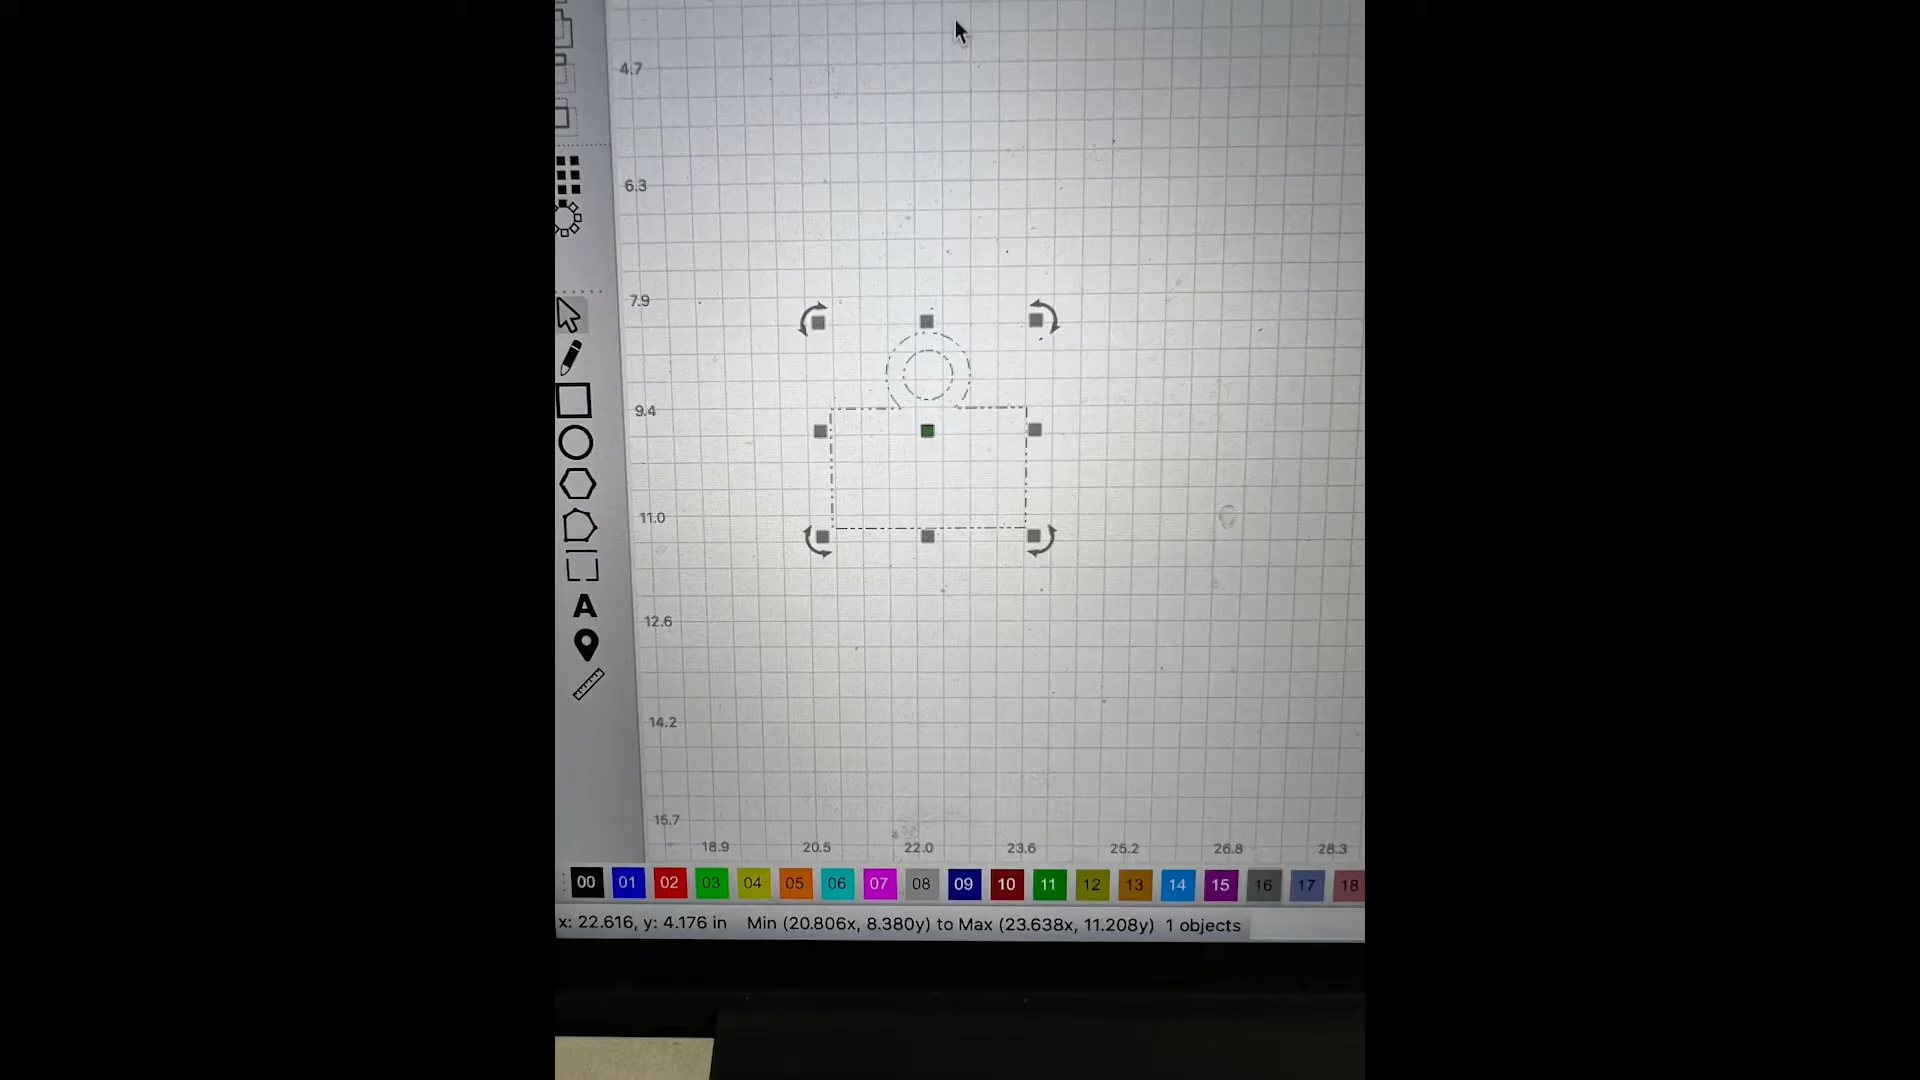 4.7
6.3
7.9
9.4
11.0
A
12.6
14.2
15.7
18.9 20.5 22.0 23.6 25.2 26.8 28.3
00 01 02 03 04 05 06 07 08 09 10 11 12 13 14 15 16 17 18
x: 22.616, y: 4.176 in Min (20.806x, 8.380y) to Max (23.638x, 11.208y) 1 objects